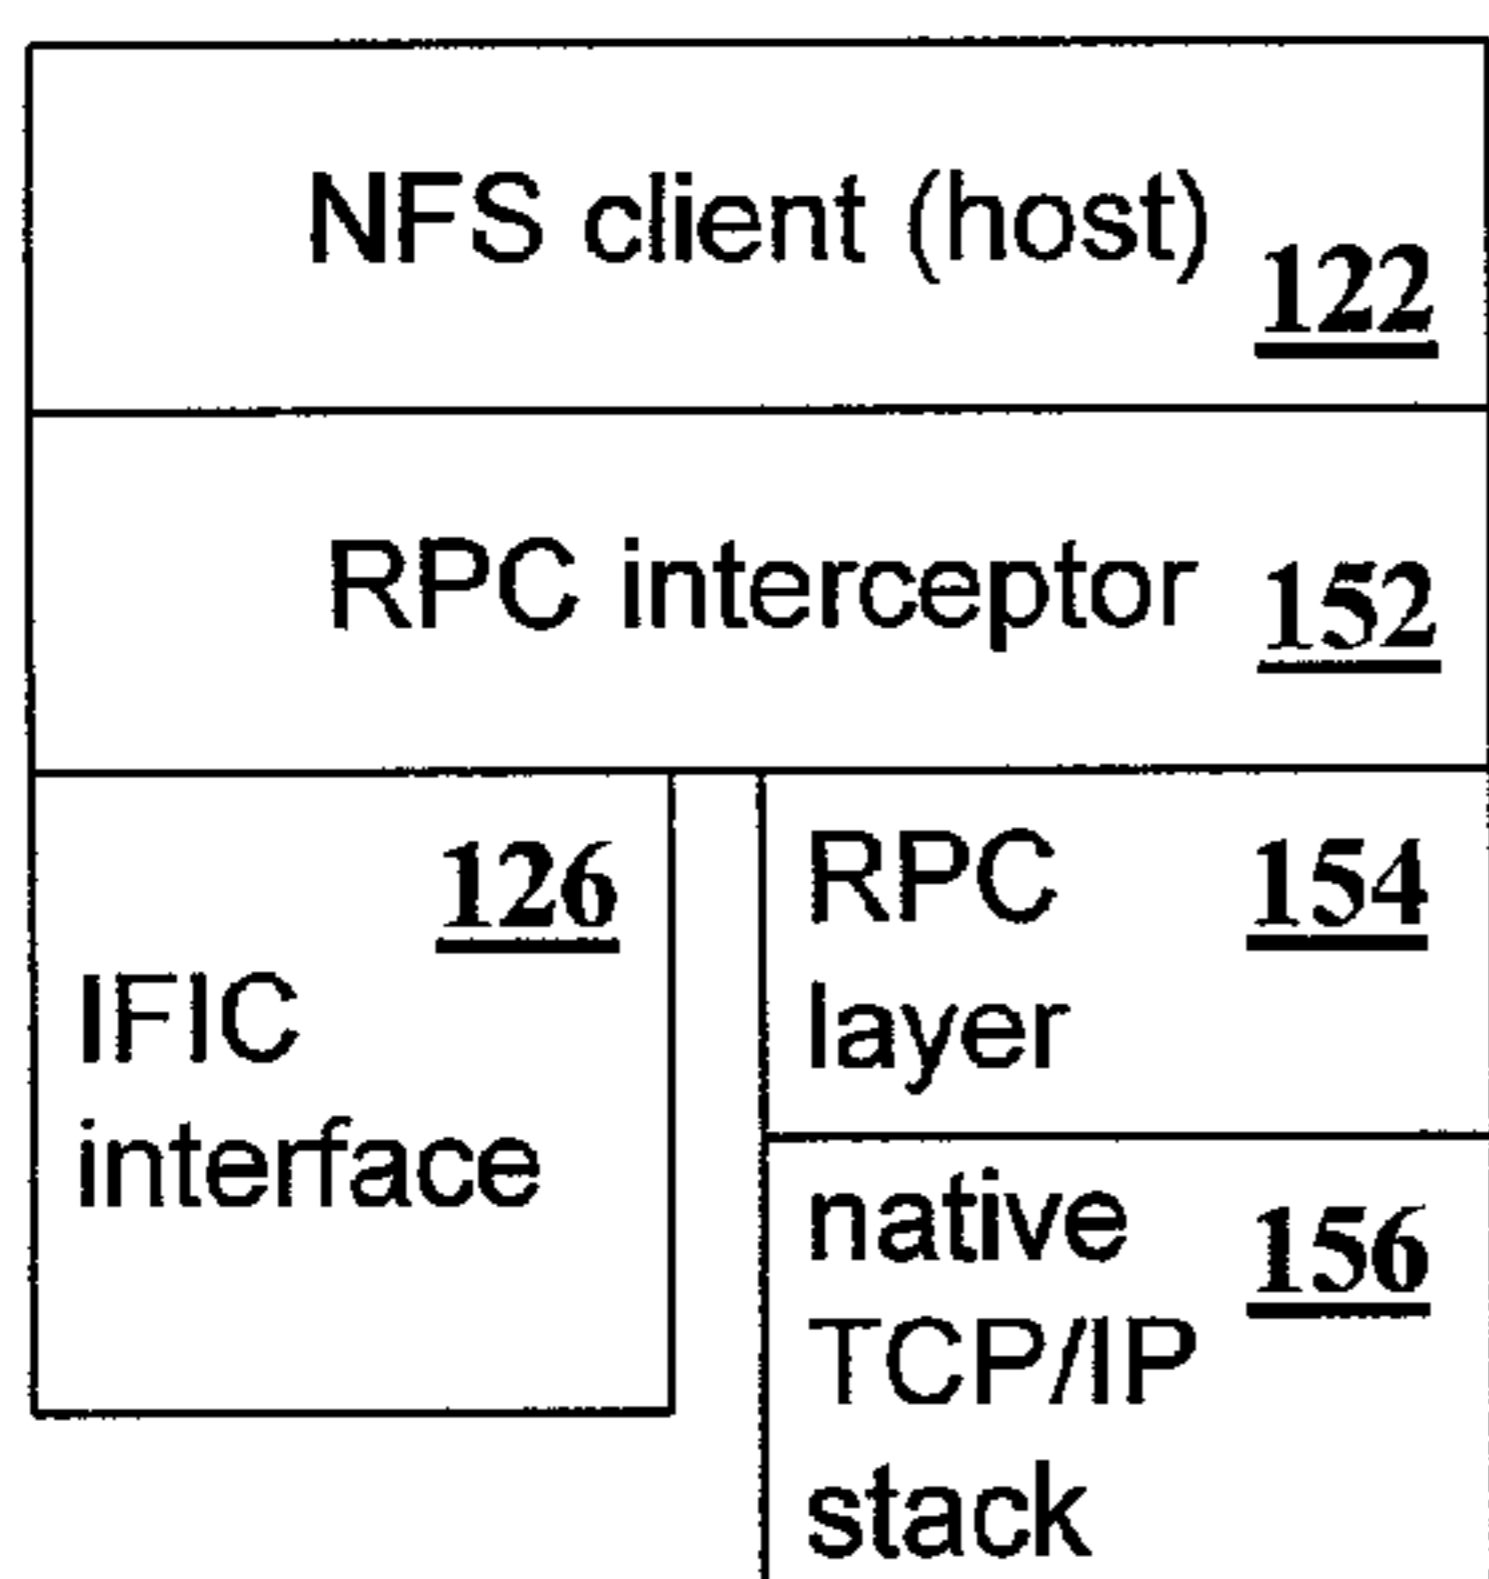 NFS client (host) 122
RPC interceptor 152
126
IFIC
interface
RPC 154
layer
native 156
TCP/IP
stack